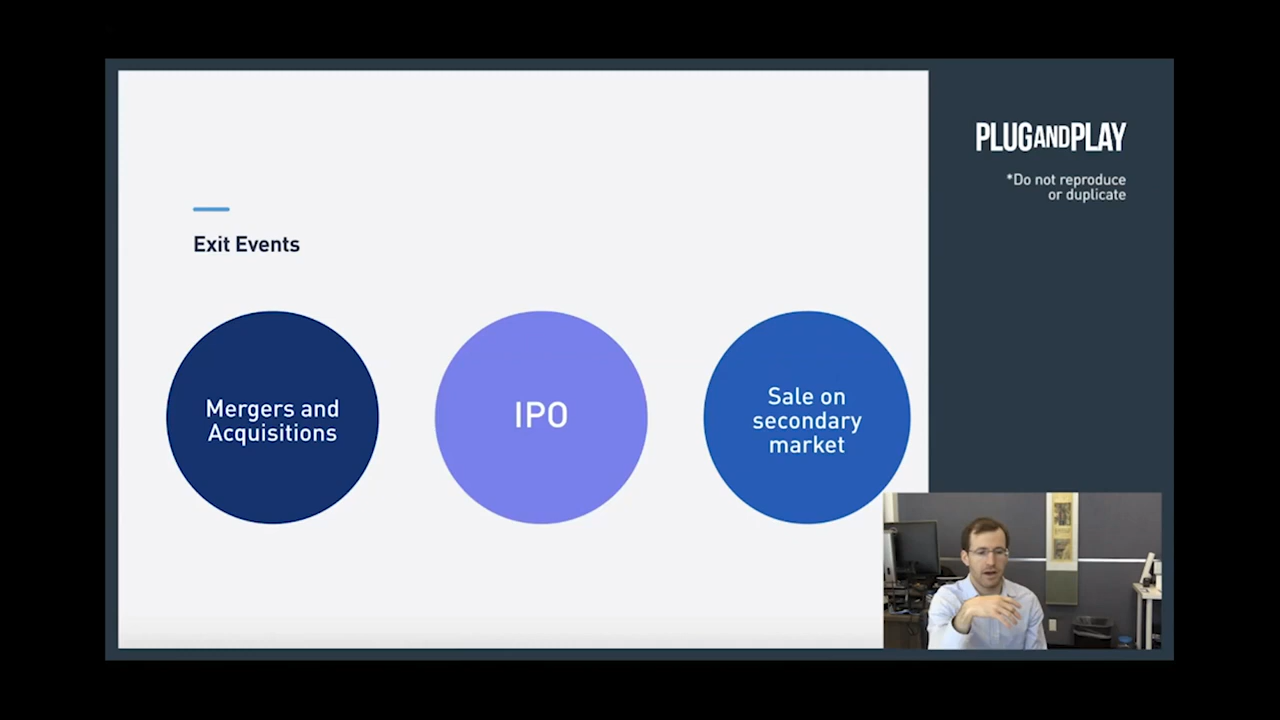 PLUGANDPLAY
*Do not reproduce
or duplicate
Exit Events
Mergers and
Acquisitions
IPO
Sale on
secondary
market